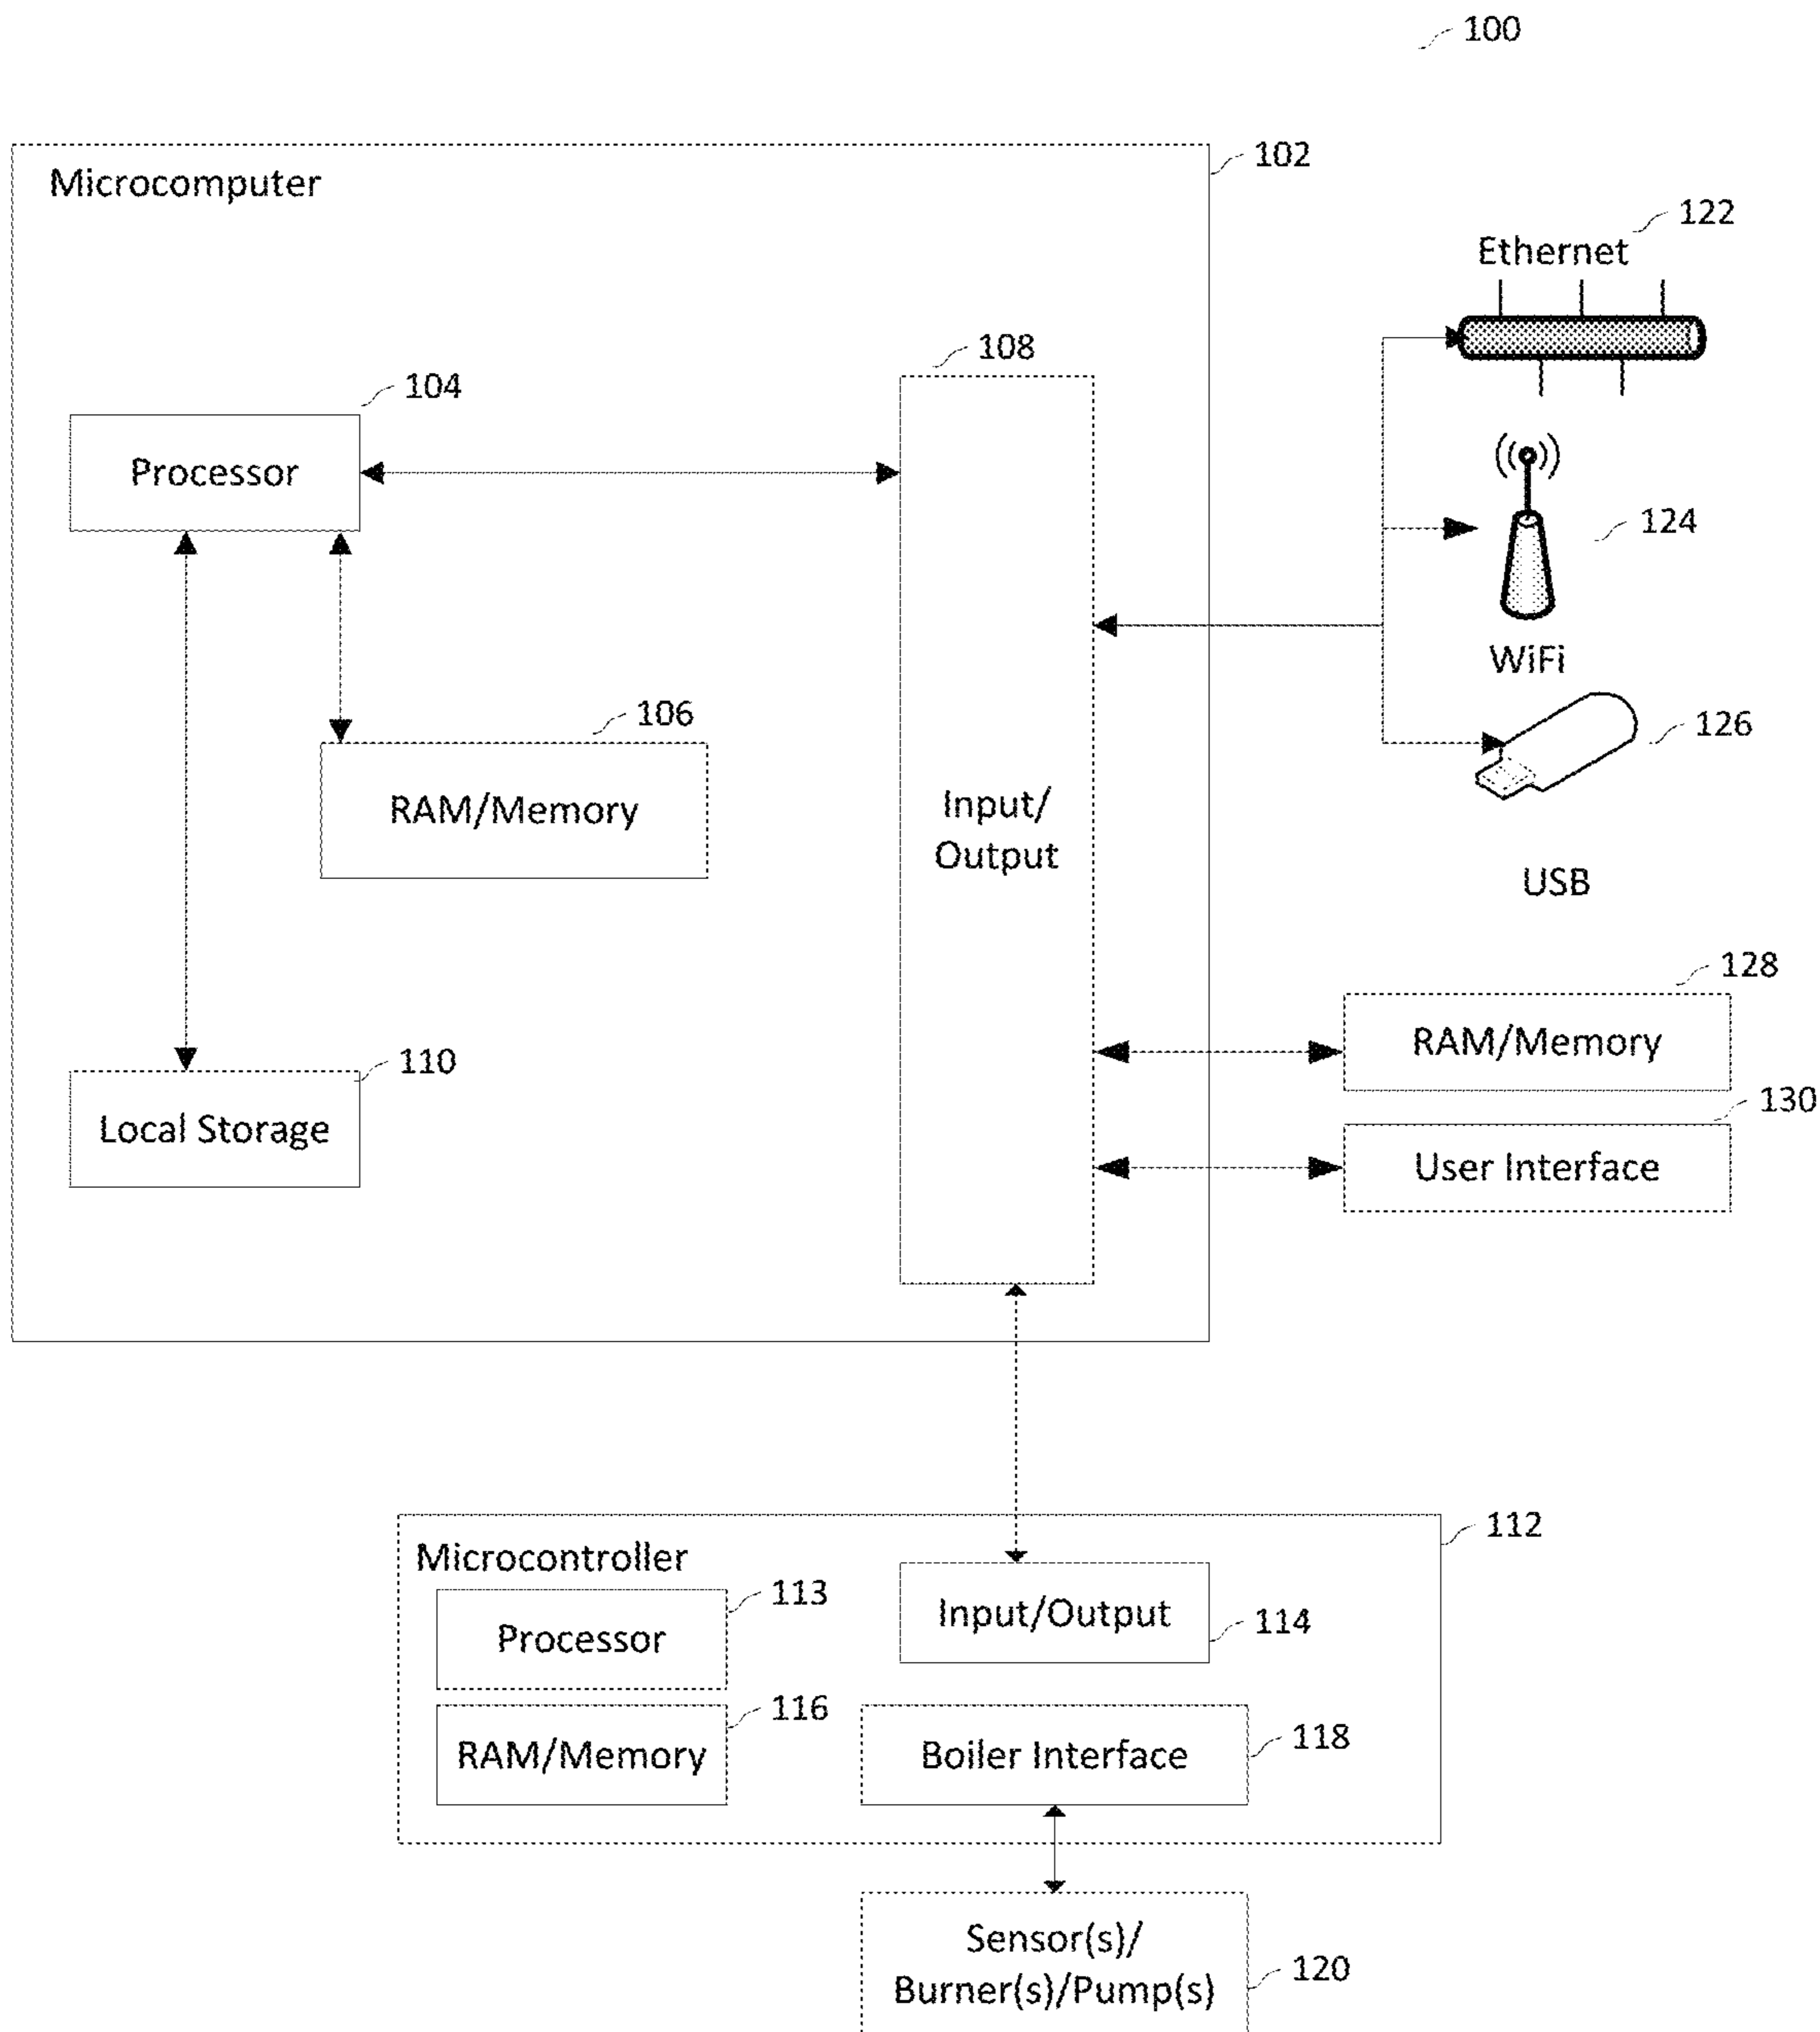 100
102
Microcomputer
122
Ethernet
108
104
Processor
124
WiFi
106
RAM/Memory
126
Input/
Output
USB
128
RAM/Memory
110
Local Storage
130
User Interface
112
Microcontroller
113
Processor
Input/Output
114
116
RAM/Memory
Boiler Interface
118
Sensor(s)/
Burner(s)/Pump(s)
120